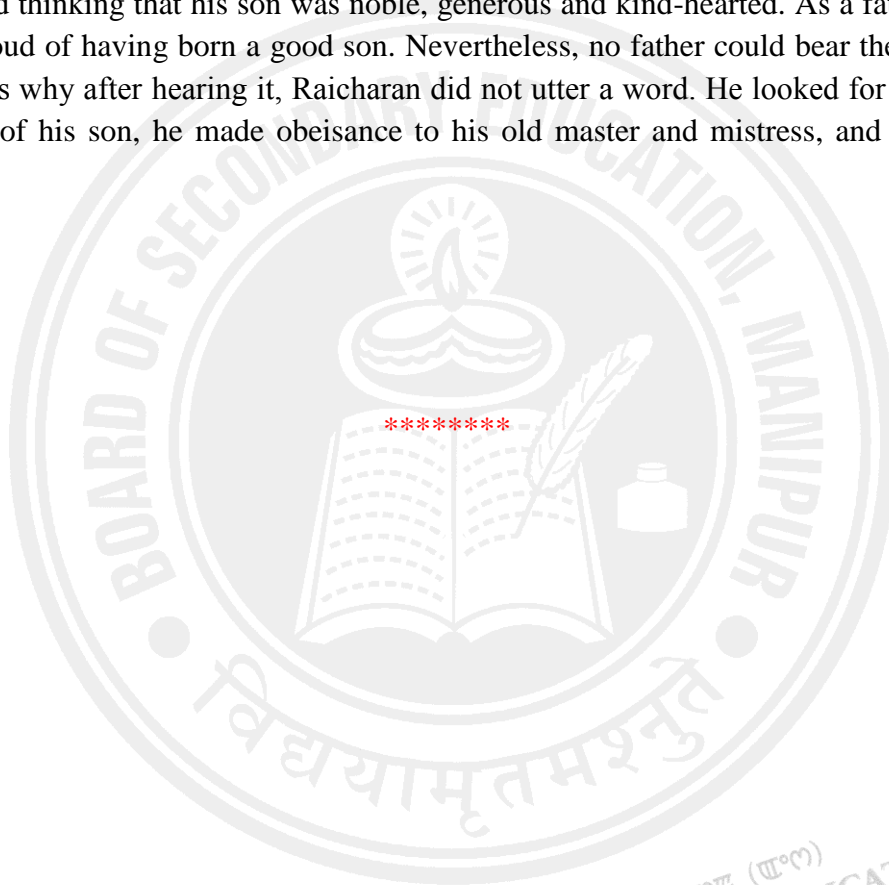 d thinking that his son was noble, generous and kind-hearted. As a fa
oud of having born a good son. Nevertheless, no father could bear the
s why after hearing it, Raicharan did not utter a word. He looked for
of his son, he made obeisance to his old master and mistress, and
BOARD OF SECONDARY EDUCATION, MANIPUR
********
विद्ययामृतमश्नुते